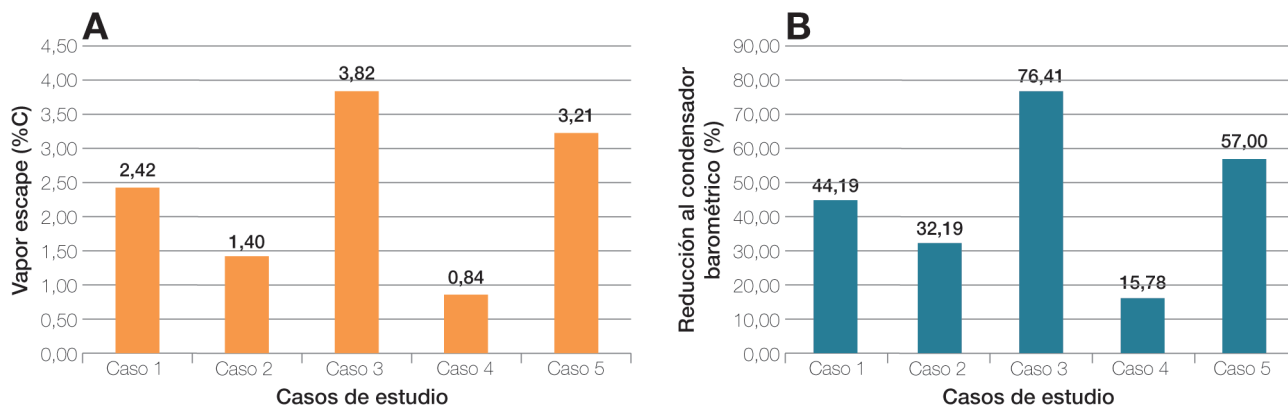 A
Vapor escape (%C)
4,50
4,00
3,50
3,00
2,50
2,00
1,50
1,00
0,50
0,00
2,42
1,40
3,82
0,84
3,21
Caso 1
Caso 2
Caso 3
Caso 4
Caso 5
Casos de estudio
B
Reducción al condensador
barométrico (%)
90,00
80,00
70,00
60,00
50,00
40,00
30,00
20,00
10,00
0,00
44,19
32,19
76,41
15,78
57,00
Caso 1
Caso 2
Caso 3
Caso 4
Caso 5
Casos de estudio